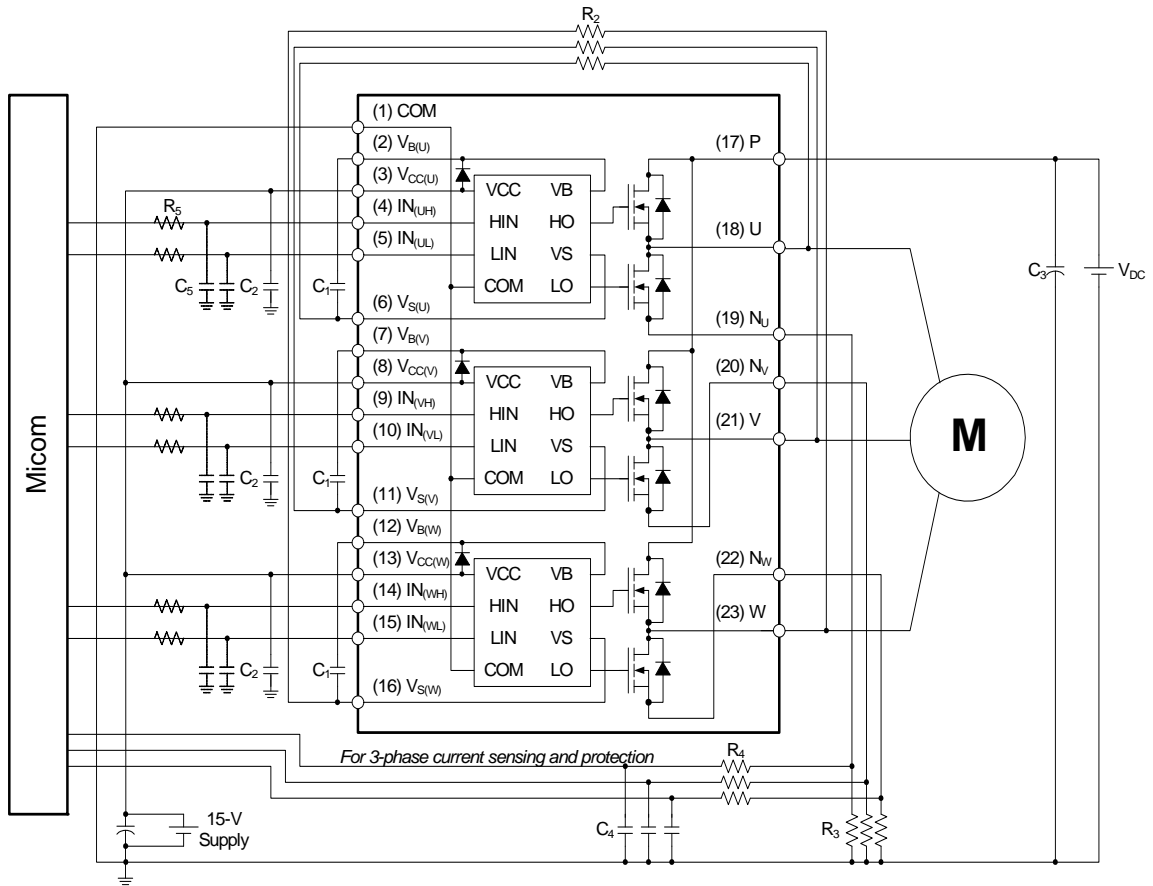 R2
Micom
(1) COM
(2) VB(U)
(3) VCC(U)
(4) IN(UH)
(5) IN(UL)
(6) VS(U)
(7) VB(V)
(8) VCC(V)
(9) IN(VH)
(10) IN(VL)
(11) VS(V)
(12) VB(W)
(13) VCC(W)
(14) IN(WH)
(15) IN(WL)
(16) VS(W)
R5
C5 C2 C1
C2 C1
C2 C1
VCC VB
HIN HO
LIN VS
COM LO
VCC VB
HIN HO
LIN VS
COM LO
VCC VB
HIN HO
LIN VS
COM LO
(17) P
(18) U
(19) NU
(20) NV
(21) V
(22) NW
(23) W
C3
VDC
M
For 3-phase current sensing and protection
R4
C4
R3
15-V
Supply